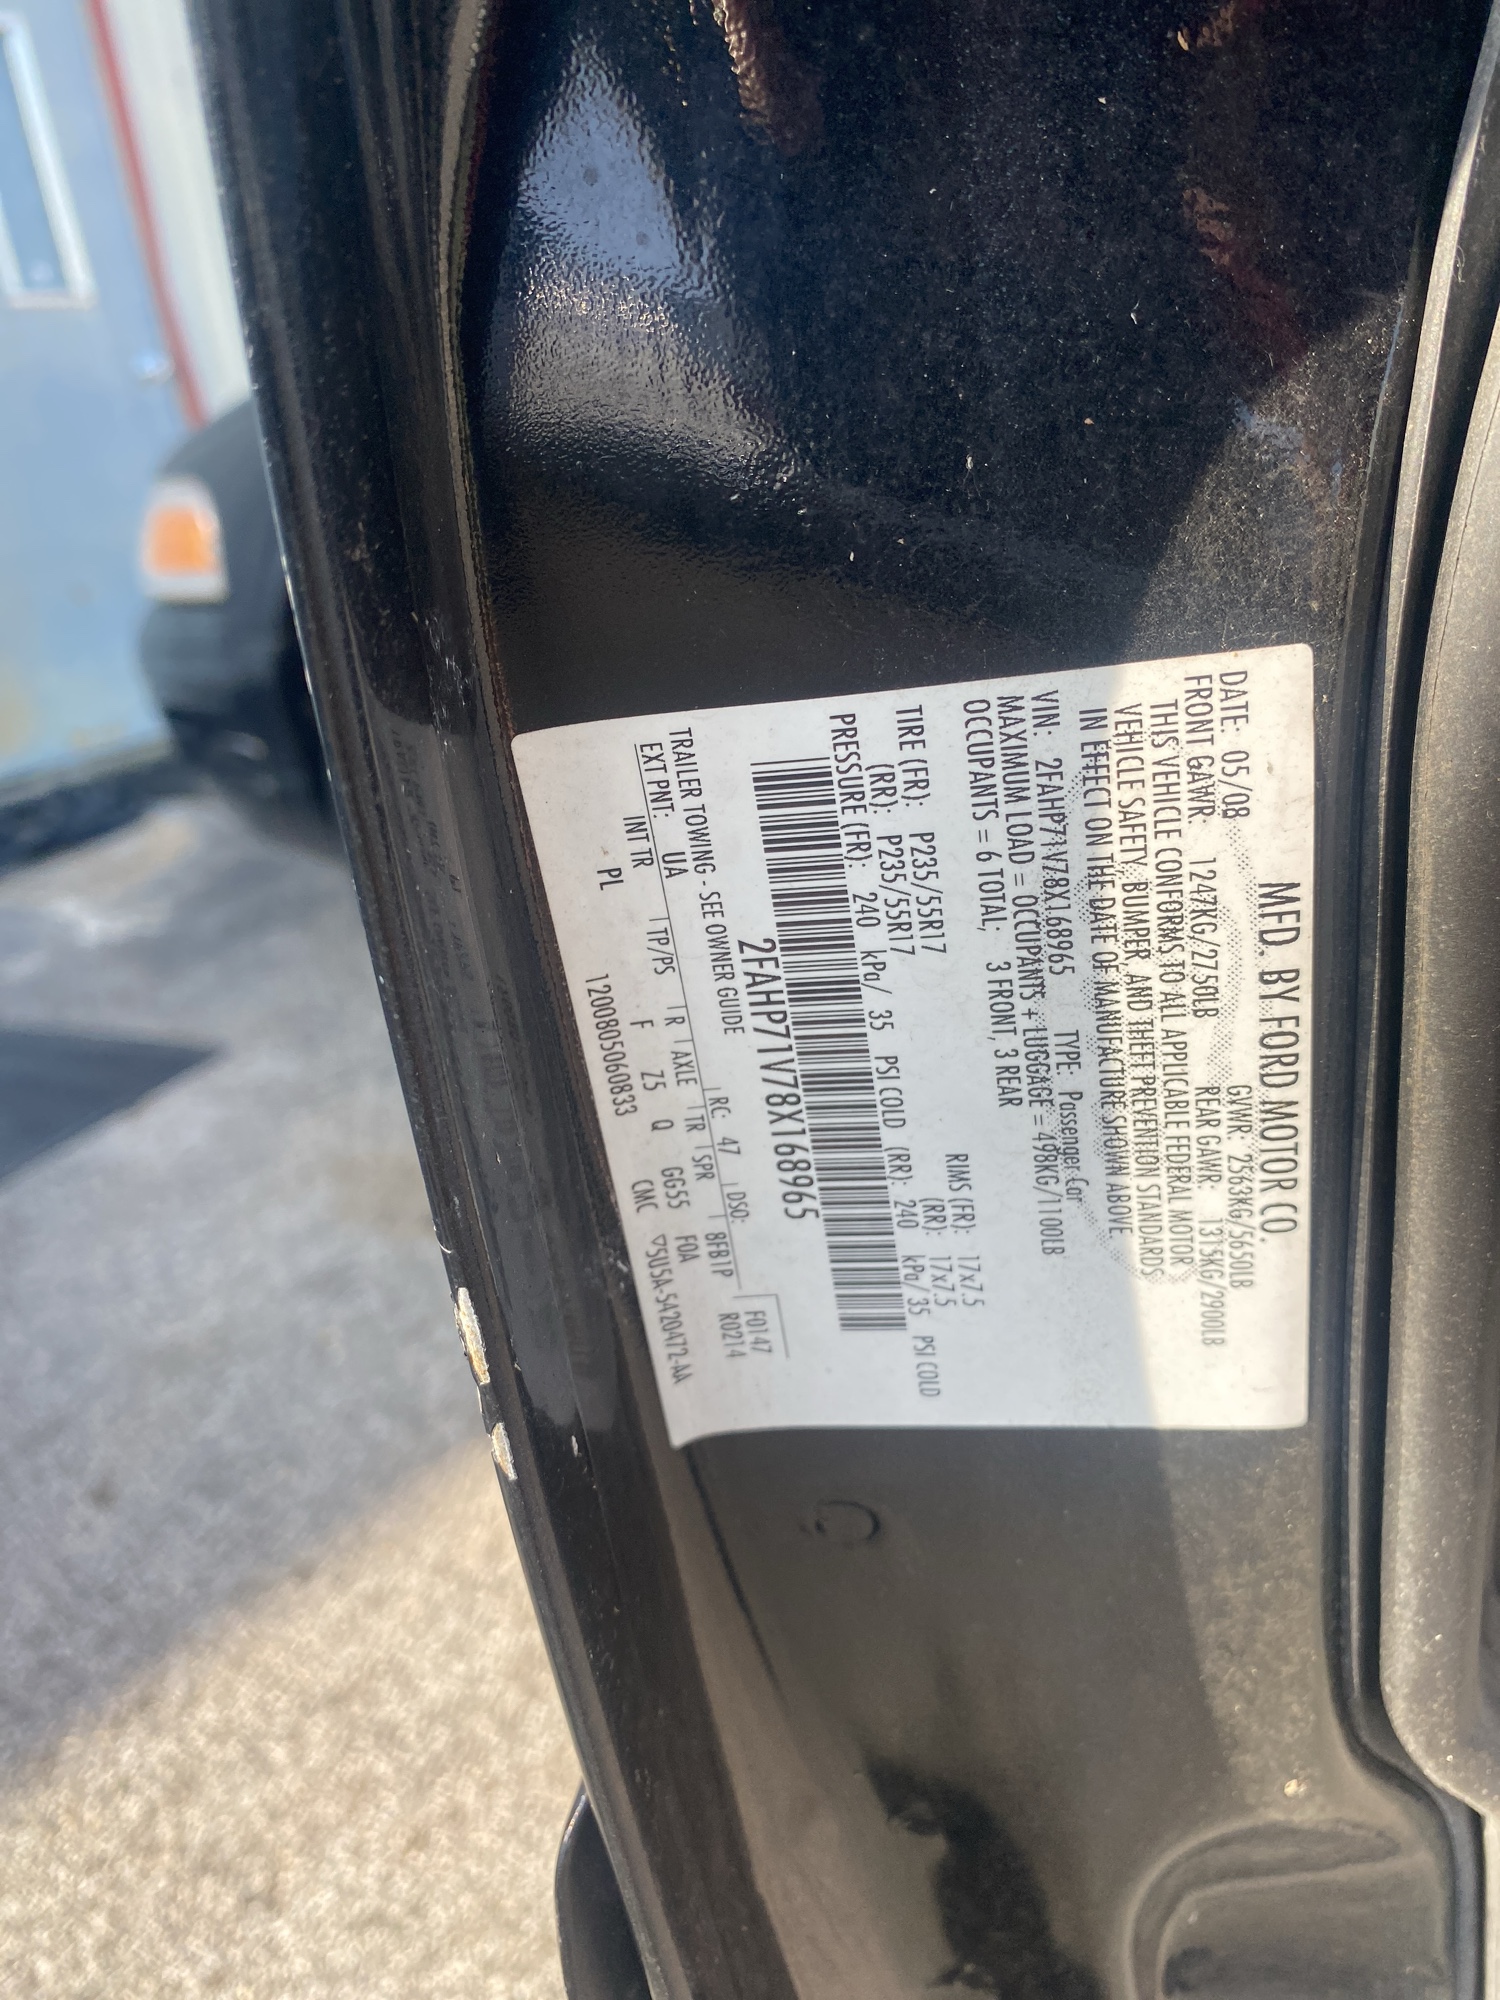 MFD. BY FORD MOTOR CO.
DATE: 05/08 GVWR: 2563KG/5650LB
FRONT GAWR: 1247KG/2750LB REAR GAWR: 1315KG/2900LB
THIS VEHICLE CONFORMS TO ALL APPLICABLE FEDERAL MOTOR
VEHICLE SAFETY, BUMPER, AND THEFT PREVENTION STANDARDS
IN EFFECT ON THE DATE OF MANUFACTURE SHOWN ABOVE.
VIN: 2FAHP71V78X168965 TYPE: Passenger Car
MAXIMUM LOAD = OCCUPANTS + LUGGAGE = 498KG/1100LB
OCCUPANTS = 6 TOTAL; 3 FRONT, 3 REAR
TIRE (FR): P235/55R17 RIMS (FR): 17x7.5
(RR): P235/55R17 (RR): 17x7.5
PRESSURE (FR): 240 kPa/ 35 PSI COLD (RR): 240 kPa/ 35 PSI COLD
2FAHP71V78X168965
TRAILER TOWING - SEE OWNER GUIDE F0147
EXT PNT: UA RC: 47 DSO: R0214
INT TR TP/PS R AXLE TR SPR 8FB1P
PL F Z5 Q GG55 F0A
120080506083​3 CMC ▽5U5A-5420472-AA